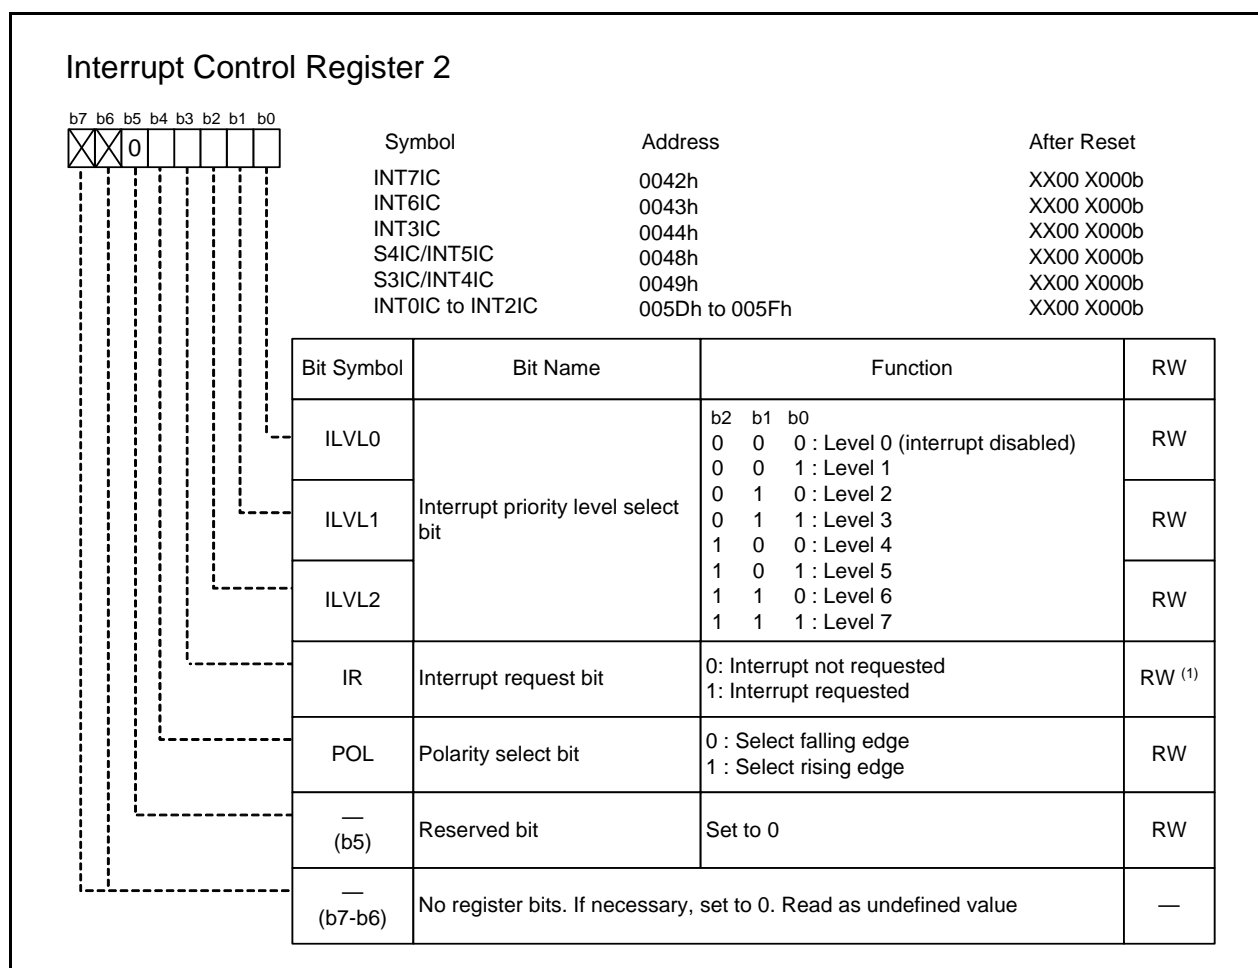 Interrupt Control Register 2
b7 b6 b5 b4 b3 b2 b1 b0
0
Symbol Address After Reset
INT7IC 0042h XX00 X000b
INT6IC 0043h XX00 X000b
INT3IC 0044h XX00 X000b
S4IC/INT5IC 0048h XX00 X000b
S3IC/INT4IC 0049h XX00 X000b
INT0IC to INT2IC 005Dh to 005Fh XX00 X000b
Bit Symbol Bit Name Function RW
ILVL0 RW
ILVL1 RW
ILVL2 RW
Interrupt priority level select
bit
b2 b1 b0
0 0 0 : Level 0 (interrupt disabled)
0 0 1 : Level 1
0 1 0 : Level 2
0 1 1 : Level 3
1 0 0 : Level 4
1 0 1 : Level 5
1 1 0 : Level 6
1 1 1 : Level 7
IR Interrupt request bit
0: Interrupt not requested
1: Interrupt requested
RW (1)
POL Polarity select bit
0 : Select falling edge
1 : Select rising edge
RW
—
(b5)
Reserved bit Set to 0 RW
—
(b7-b6)
No register bits. If necessary, set to 0. Read as undefined value —